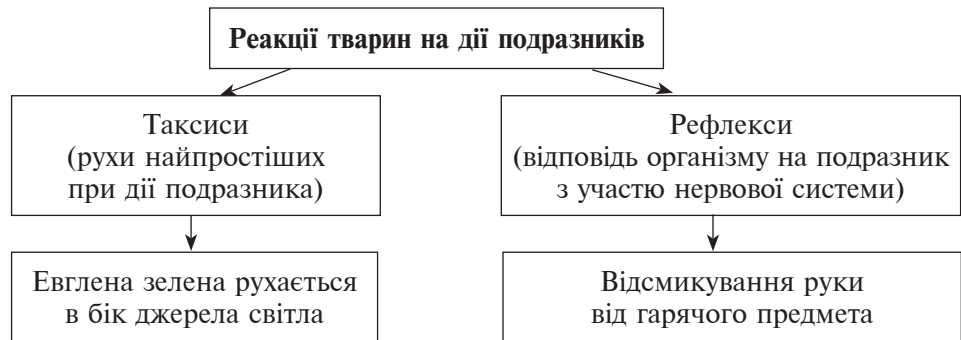 Реакції тварин на дії подразників
Таксиси
(рухи найпростіших
при дії подразника)
Рефлекси
(відповідь організму на подразник
з участю нервової системи)
Евглена зелена рухається
в бік джерела світла
Відсмикування руки
від гарячого предмета